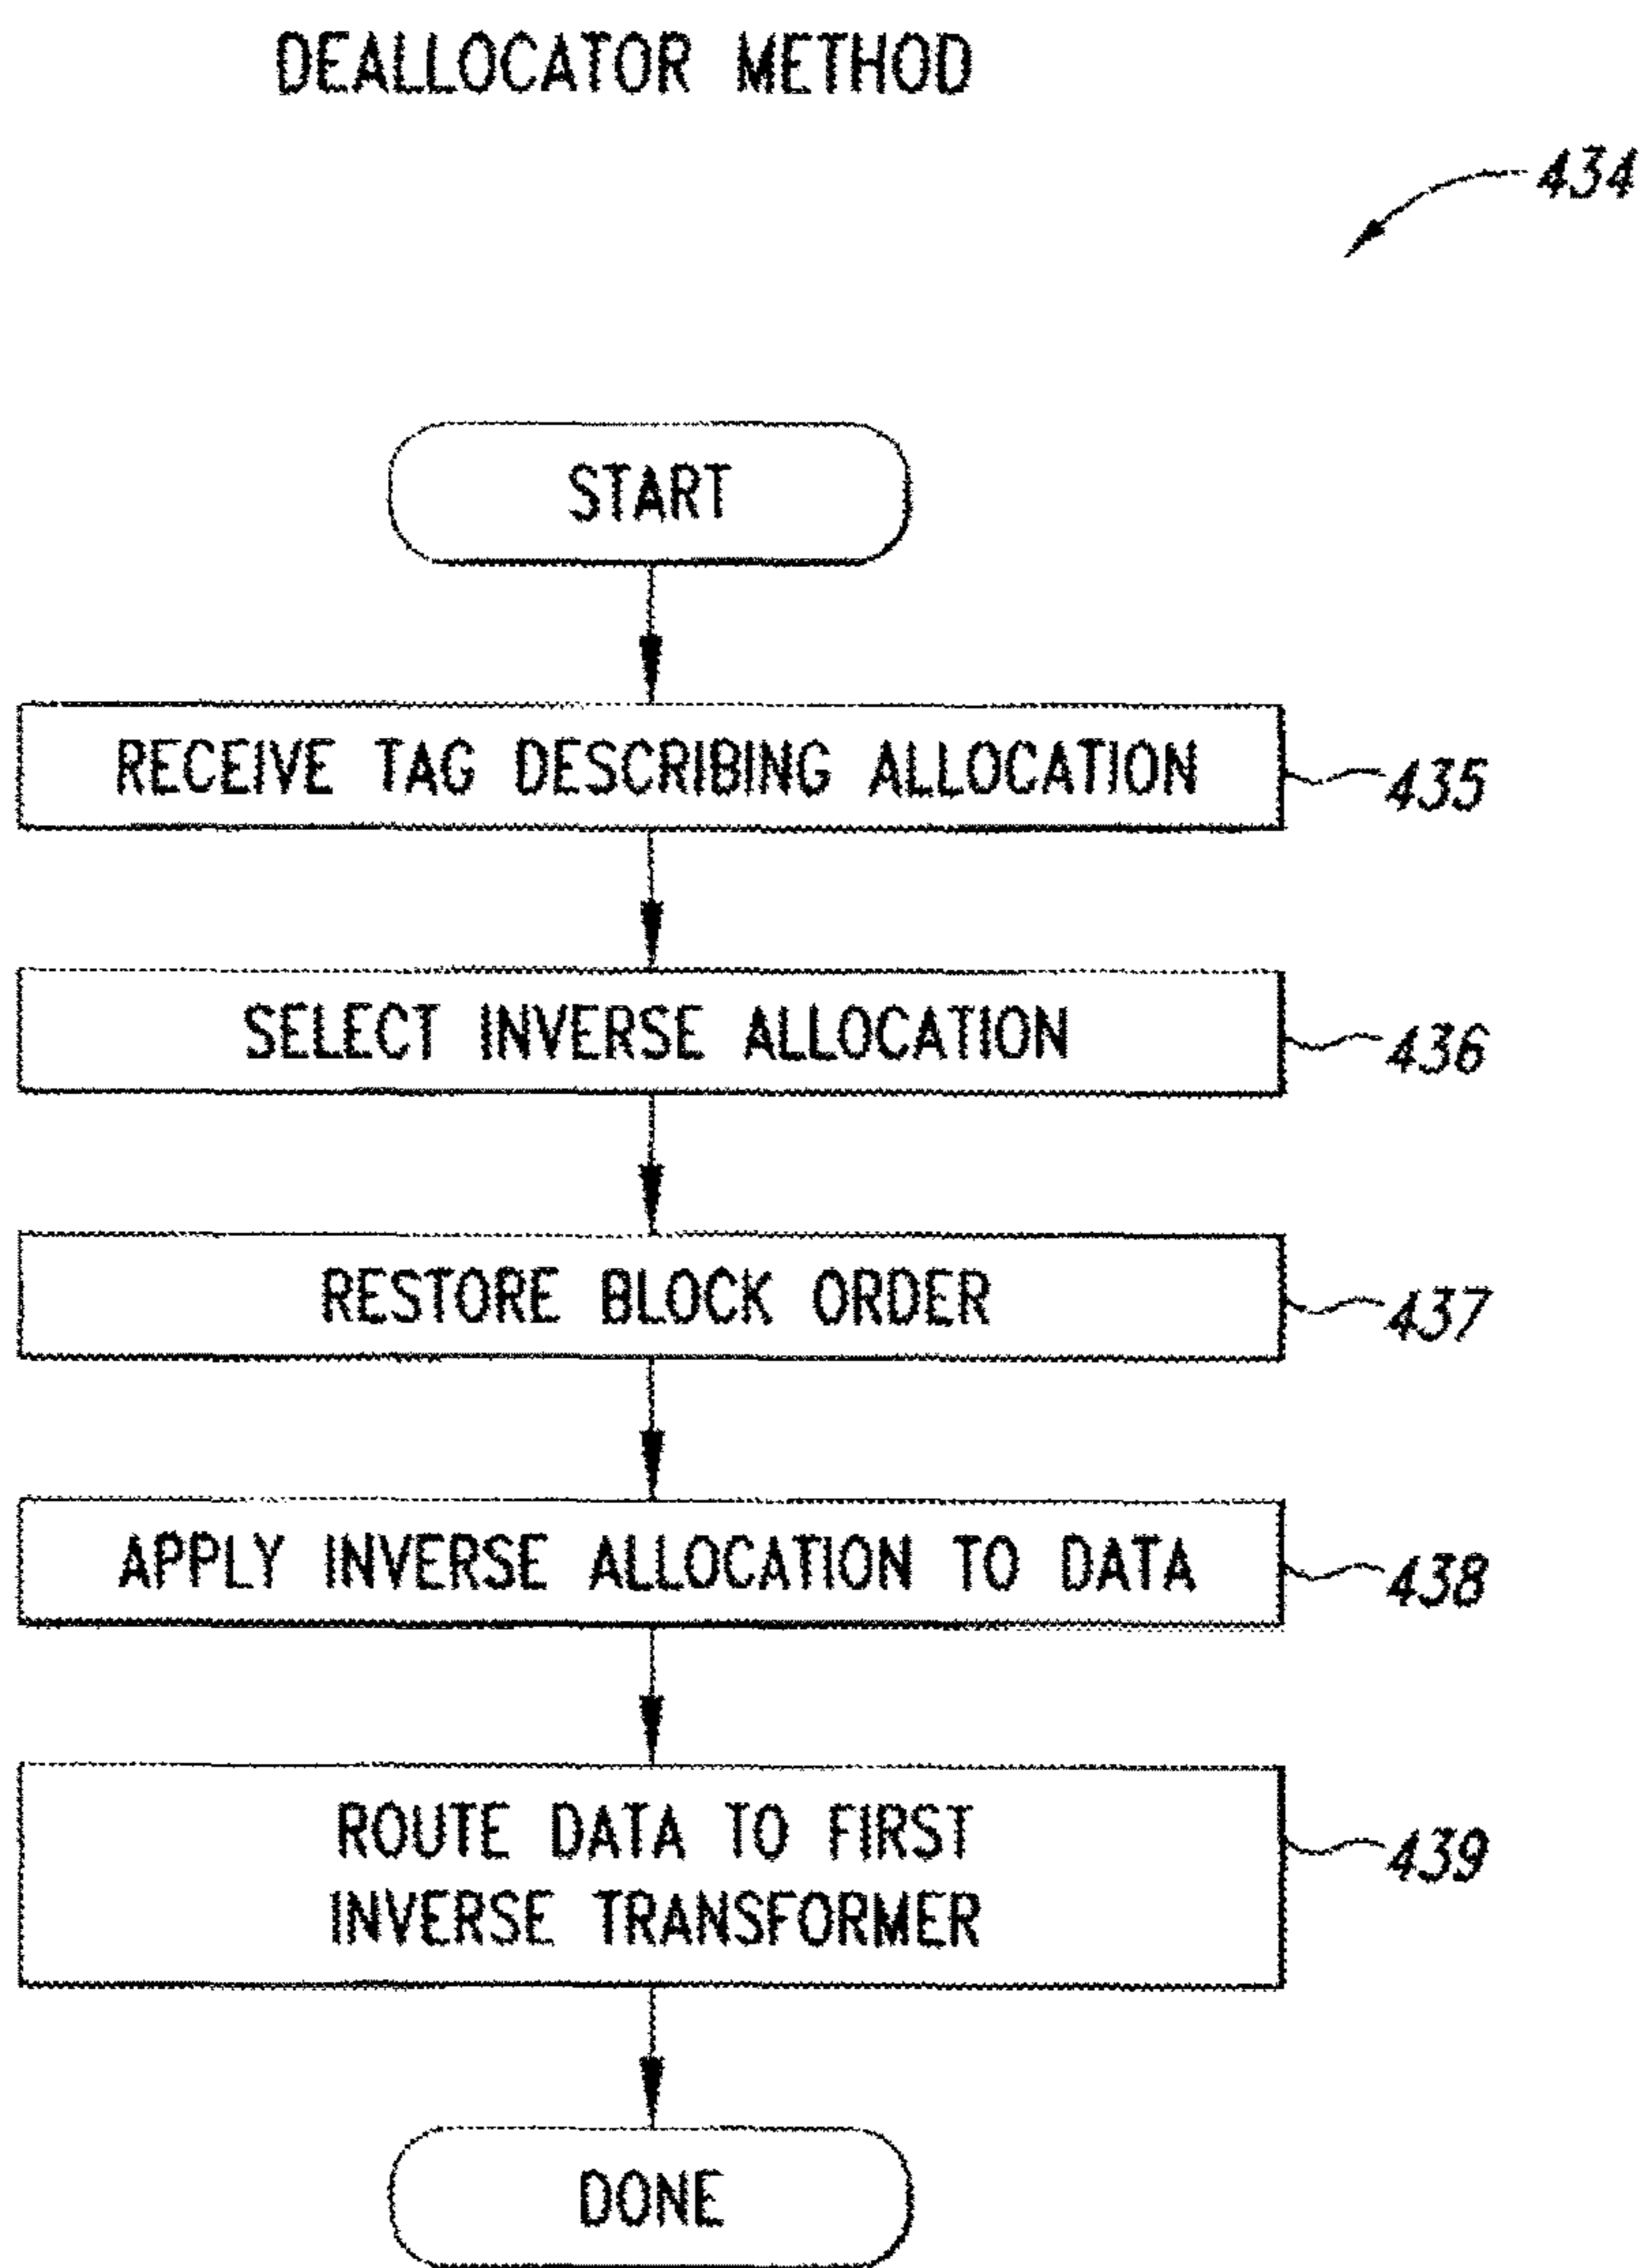 DEALLOCATOR METHOD
434
START
RECEIVE TAG DESCRIBING ALLOCATION
435
SELECT INVERSE ALLOCATION
436
RESTORE BLOCK ORDER
437
APPLY INVERSE ALLOCATION TO DATA
438
ROUTE DATA TO FIRST
INVERSE TRANSFORMER
439
DONE